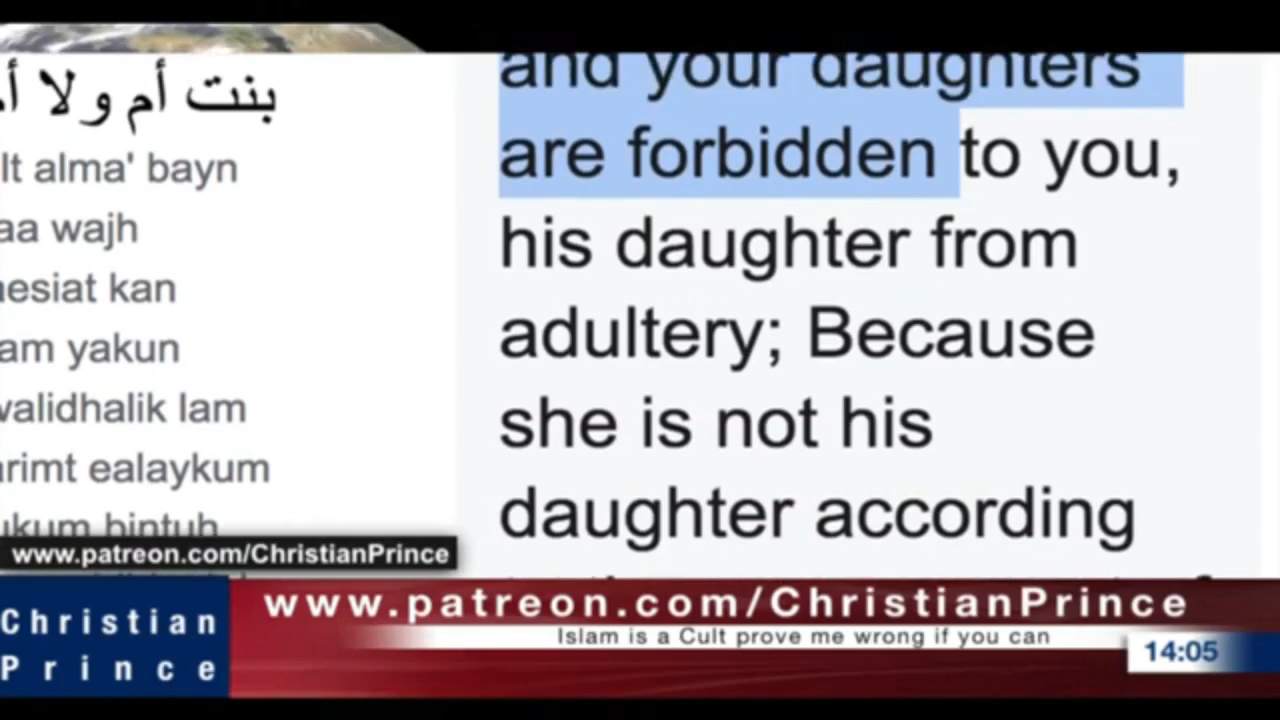 بنت أم ولا
lt alma' bayn
aa wajh
esiat kan
am yakun
validhalik lam
rimt ealaykum
ukum bintuh
and your daughters
are forbidden to you,
his daughter from
adultery; Because
she is not his
daughter according
www.patreon.com/ChristianPrince
Christian
Prince
www.patreon.com/ChristianPrince
Islam is a Cult prove me wrong if you can
14:05